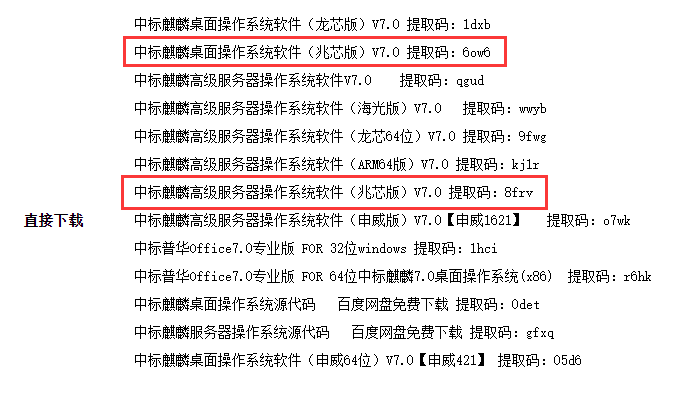 中标麒麟桌面操作系统软件（龙芯版）V7.0 提取码：1dxb
中标麒麟桌面操作系统软件（兆芯版）V7.0 提取码：6ow6
中标麒麟高级服务器操作系统软件V7.0 提取码：qgud
中标麒麟高级服务器操作系统软件（海光版）V7.0 提取码：wwyb
中标麒麟高级服务器操作系统软件（龙芯64位）V7.0 提取码：9fwg
中标麒麟高级服务器操作系统软件（ARM64版）V7.0 提取码：kjlr
中标麒麟高级服务器操作系统软件（兆芯版）V7.0 提取码：8frv
直接下载 中标麒麟高级服务器操作系统软件（申威版）V7.0【申威1621】 提取码：o7wk
中标普华Office7.0专业版 FOR 32位windows 提取码：lhci
中标普华Office7.0专业版 FOR 64位中标麒麟7.0桌面操作系统(x86) 提取码：r6hk
中标麒麟桌面操作系统源代码 百度网盘免费下载 提取码：0det
中标麒麟服务器操作系统源代码 百度网盘免费下载 提取码：gfxq
中标麒麟桌面操作系统软件（申威64位）V7.0【申威421】 提取码：05d6